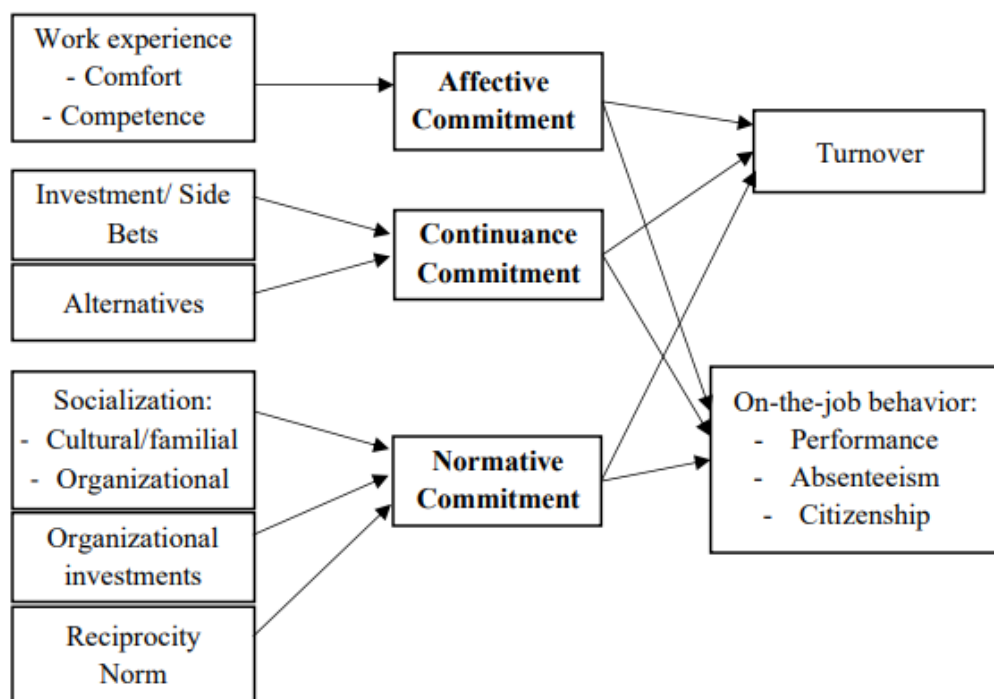 Work experience
- Comfort
- Competence
Investment/ Side
Bets
Alternatives
Socialization:
- Cultural/familial
- Organizational
Organizational
investments
Reciprocity
Norm
Affective
Commitment
Continuance
Commitment
Normative
Commitment
Turnover
On-the-job behavior:
- Performance
- Absenteeism
- Citizenship